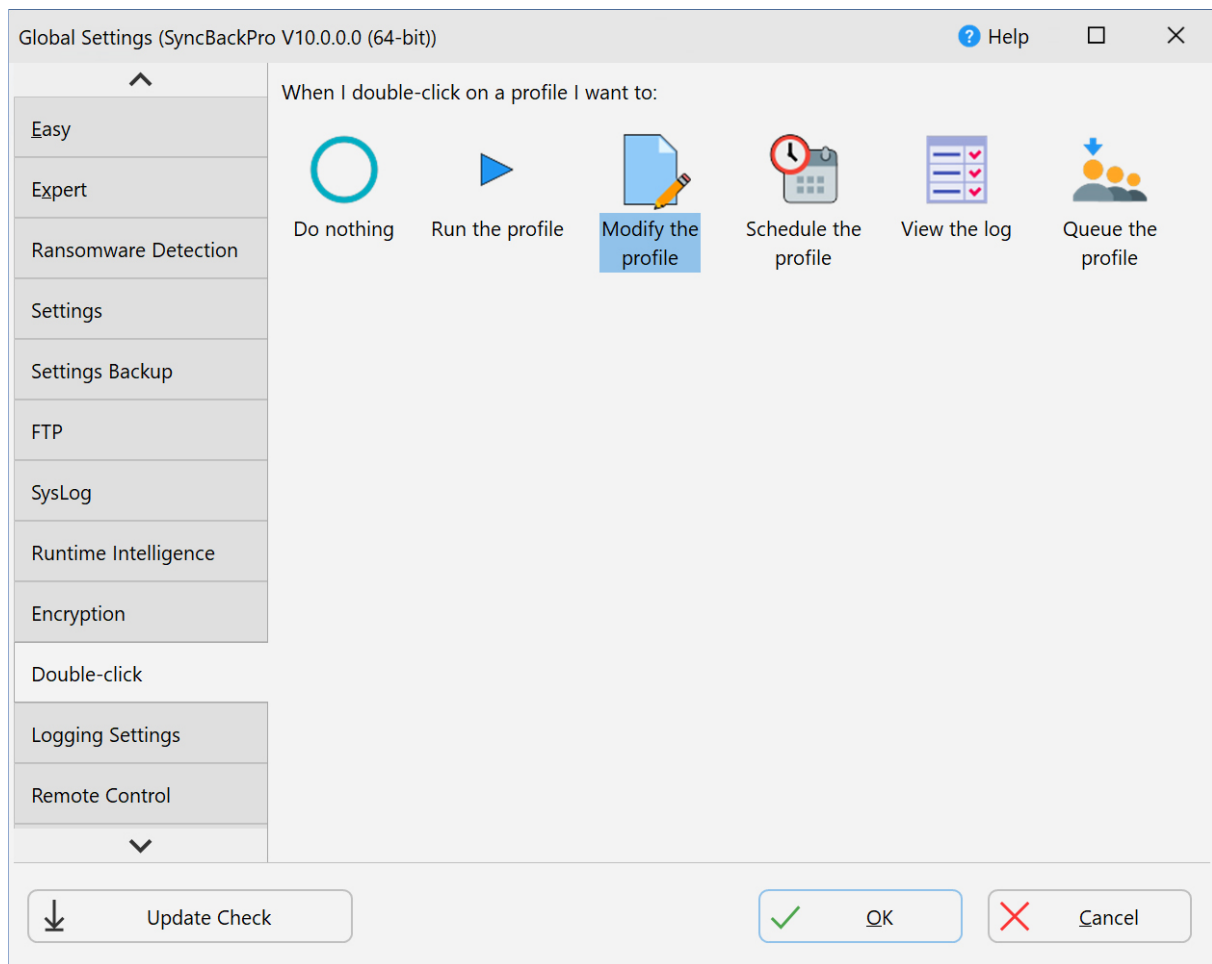 Global Settings (SyncBackPro V10.0.0.0 (64-bit))
Help
When I double-click on a profile I want to:
Easy
Expert
Ransomware Detection
Settings
Settings Backup
FTP
SysLog
Runtime Intelligence
Encryption
Double-click
Logging Settings
Remote Control
Do nothing
Run the profile
Modify the
profile
Schedule the
profile
View the log
Queue the
profile
Update Check
OK
Cancel